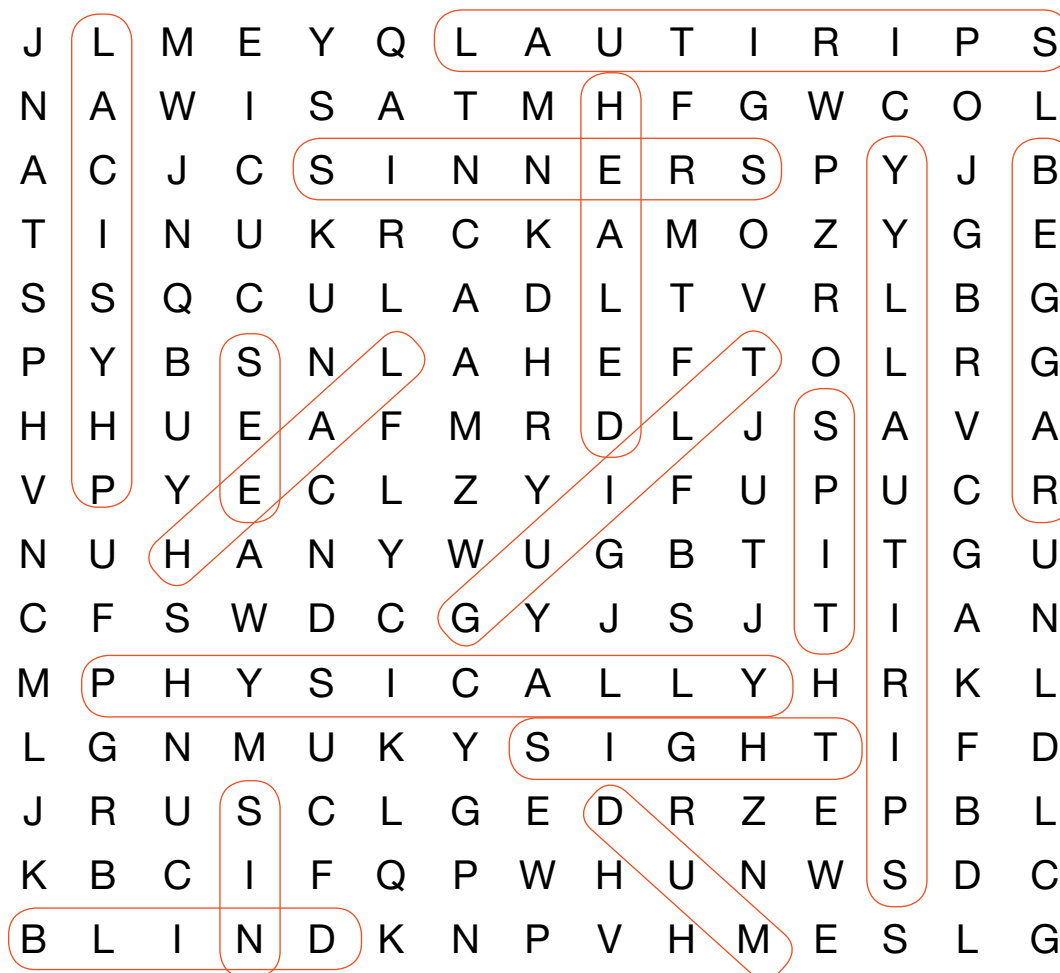 J L M E Y Q L A U T I R I P S
N A W I S A T M H F G W C O L
A C J C S I N N E R S P Y J B
T I N U K R C K A M O Z Y G E
S S Q C U L A D L T V R L B G
P Y B S N L A H E F T O L R G
H H U E A F M R D L J S A V A
V P Y E C L Z Y I F U P U C R
N U H A N Y W U G B T I T G U
C F S W D C G Y J S J T I A N
M P H Y S I C A L L Y H R K L
L G N M U K Y S I G H T I F D
J R U S C L G E D R Z E P B L
K B C I F Q P W H U N W S D C
B L I N D K N P V H M E S L G